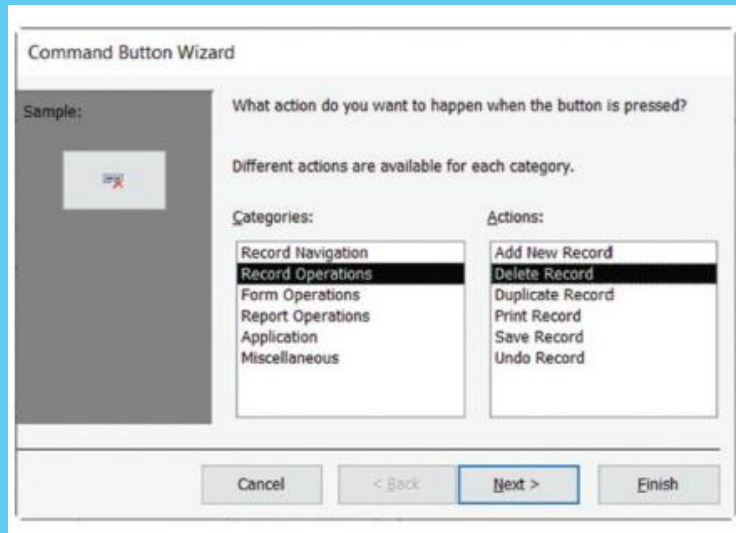 Command Button Wizard
Sample:
What action do you want to happen when the button is pressed?
Different actions are available for each category.
Categories:
Actions:
Record Navigation
Record Operations
Form Operations
Report Operations
Application
Miscellaneous
Add New Record
Delete Record
Duplicate Record
Print Record
Save Record
Undo Record
Cancel
< Back
Next >
Finish